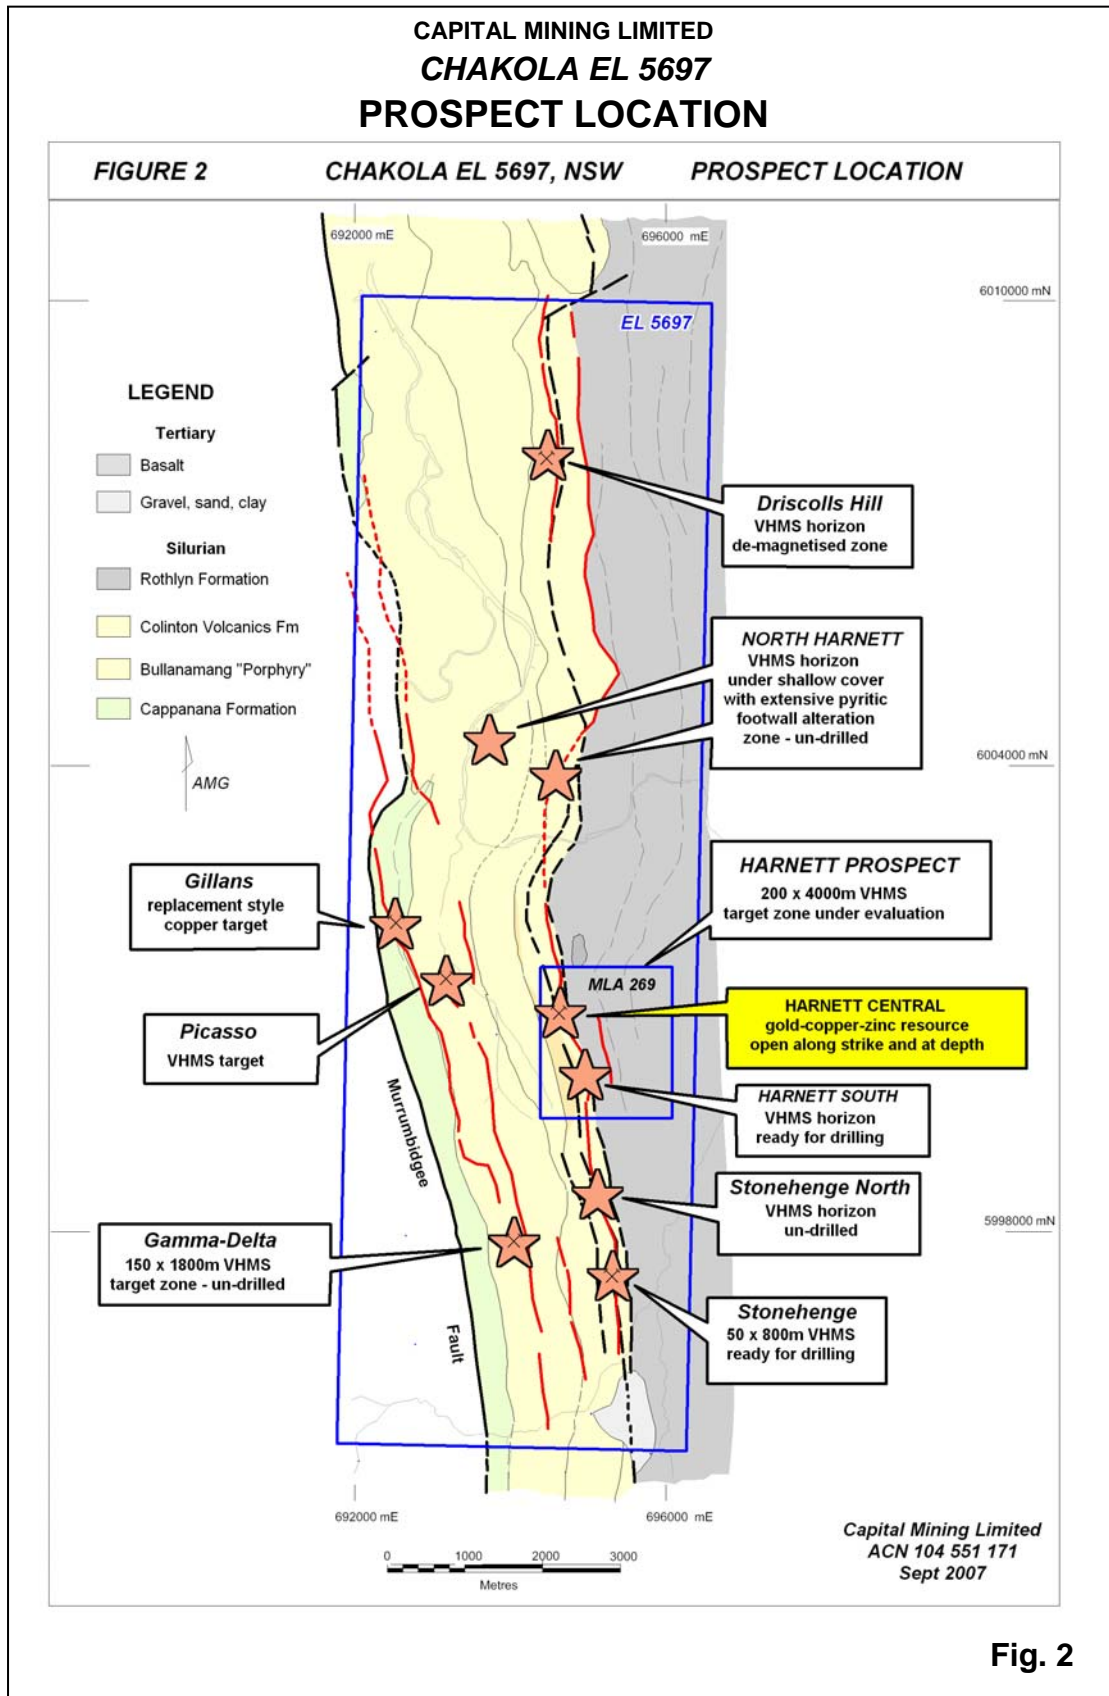 CAPITAL MINING LIMITED
CHAKOLA EL 5697
PROSPECT LOCATION
FIGURE 2 CHAKOLA EL 5697, NSW PROSPECT LOCATION
692000 mE
696000 mE
6010000 mN
EL 5697
LEGEND
Tertiary
Basalt
Gravel, sand, clay
Silurian
Rothlyn Formation
Colinton Volcanics Fm
Bullanamang "Porphyry"
Cappanana Formation
AMG
Driscolls Hill
VHMS horizon
de-magnetised zone
NORTH HARNETT
VHMS horizon
under shallow cover
with extensive pyritic
footwall alteration
zone - un-drilled
6004000 mN
HARNETT PROSPECT
200 x 4000m VHMS
target zone under evaluation
Gillans
replacement style
copper target
MLA 269
HARNETT CENTRAL
gold-copper-zinc resource
open along strike and at depth
Picasso
VHMS target
HARNETT SOUTH
VHMS horizon
ready for drilling
Murrumbidgee
Fault
Stonehenge North
VHMS horizon
un-drilled
5998000 mN
Gamma-Delta
150 x 1800m VHMS
target zone - un-drilled
Stonehenge
50 x 800m VHMS
ready for drilling
692000 mE
696000 mE
0 1000 2000 3000
Metres
Capital Mining Limited
ACN 104 551 171
Sept 2007
Fig. 2